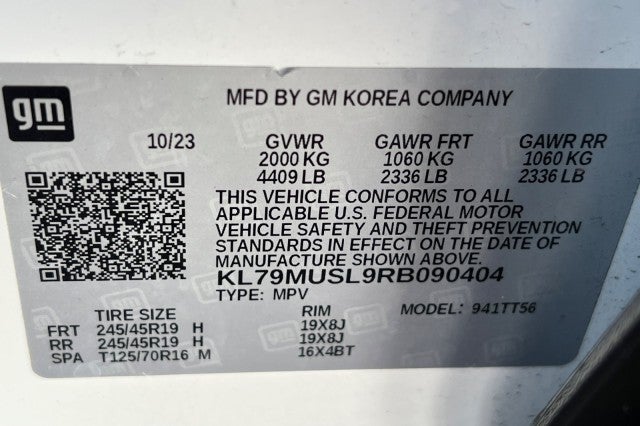 gm
MFD BY GM KOREA COMPANY
10/23 GVWR GAWR FRT GAWR RR
2000 KG 1060 KG 1060 KG
4409 LB 2336 LB 2336 LB
THIS VEHICLE CONFORMS TO ALL
APPLICABLE U.S. FEDERAL MOTOR
VEHICLE SAFETY AND THEFT PREVENTION
STANDARDS IN EFFECT ON THE DATE OF
MANUFACTURE SHOWN ABOVE.
KL79MUSL9RB090404
TYPE: MPV
TIRE SIZE RIM MODEL: 941TT56
FRT 245/45R19 H 19X8J
RR 245/45R19 H 19X8J
SPA T125/70R16 M 16X4BT